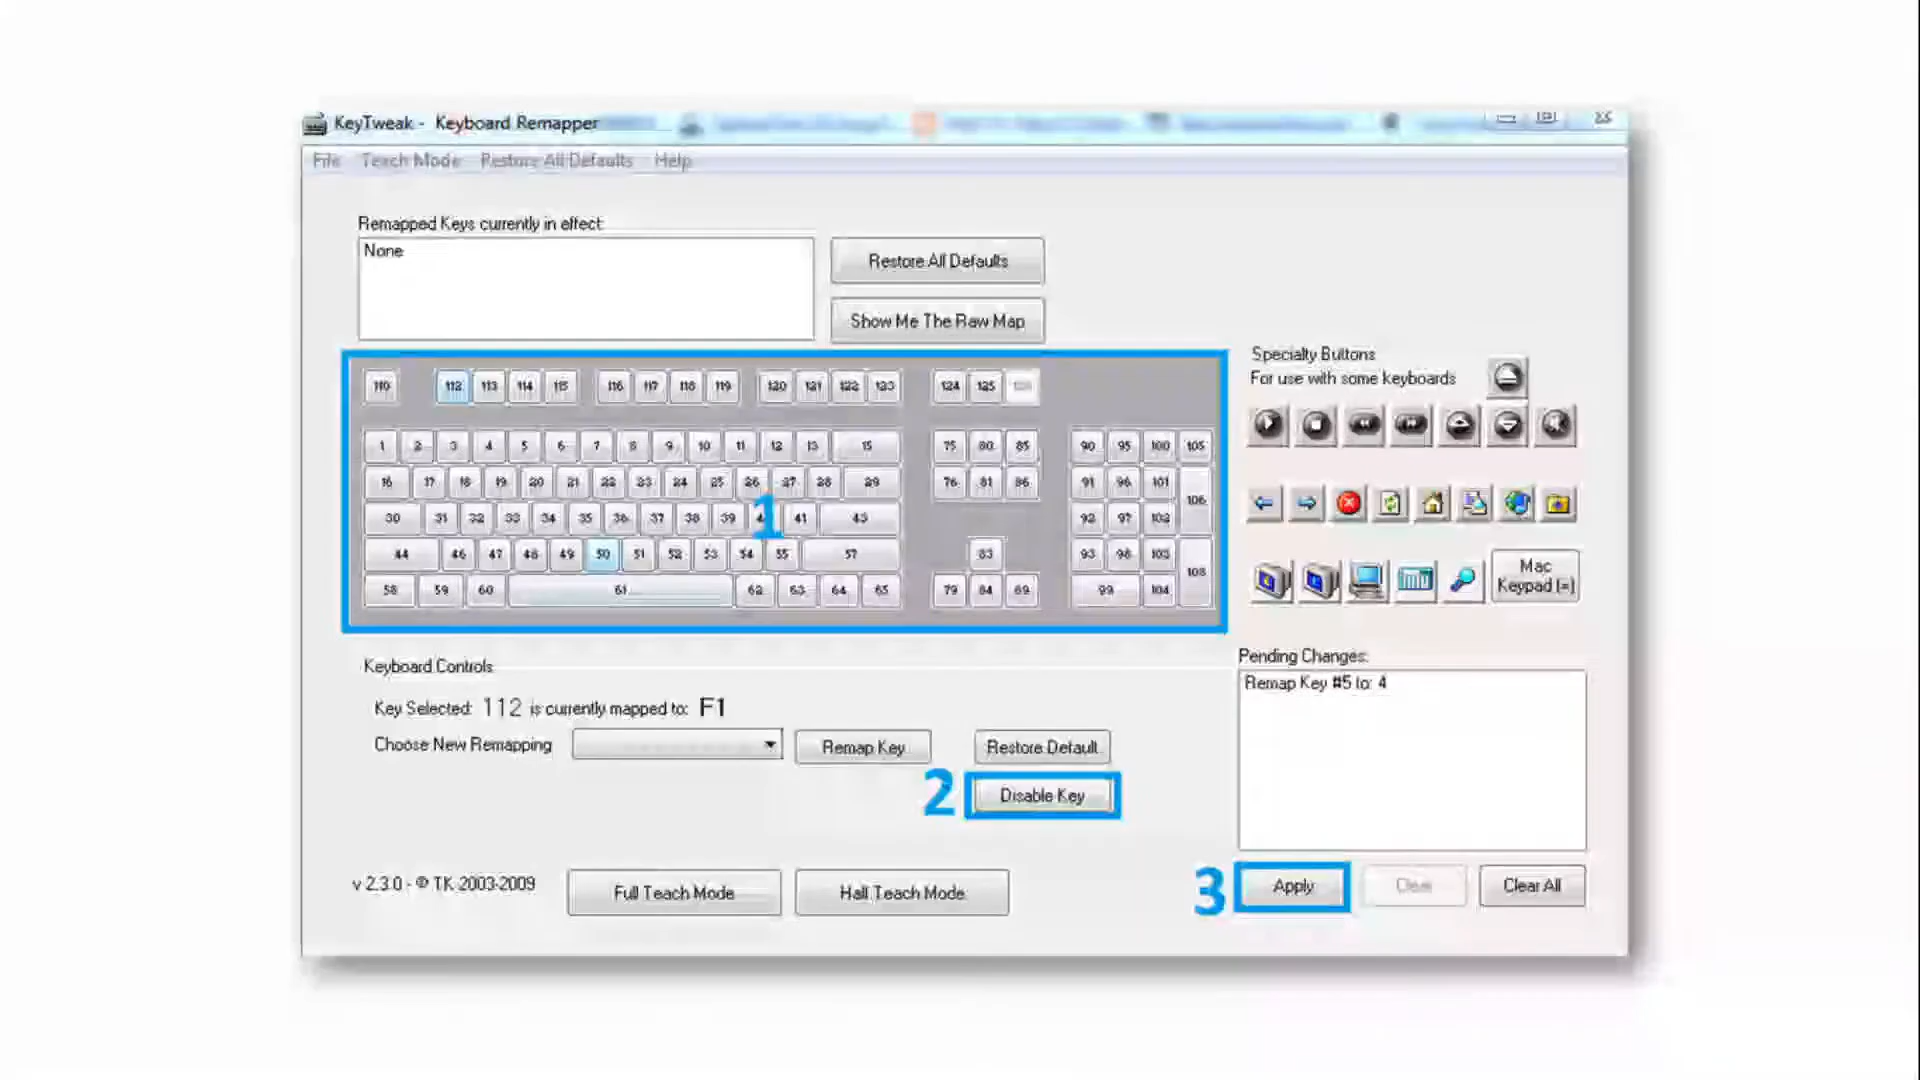 KeyTweak - Keyboard Remapper
File Teach Mode Restore All Defaults Help
Remapped Keys currently in effect:
None
Restore All Defaults
Show Me The Raw Map
Specialty Buttons
For use with some keyboards
110 112 113 114 115 116 117 118 119 120 121 122 123 124 125
1 2 3 4 5 6 7 8 9 10 11 12 13 15 75 80 85 90 95 100 105
16 17 18 19 20 21 22 23 24 25 26 27 28 29 76 81 86 91 96 101 106
30 31 32 33 34 35 36 37 38 39 41 43 92 97 102
1
44 46 47 48 49 50 51 52 53 54 55 57 83 93 98 103 108
58 59 60 61 62 63 64 65 79 84 89 99 104
Mac
Keypad (=)
Keyboard Controls
Key Selected: 112 is currently mapped to: F1
Choose New Remapping
Remap Key
Restore Default
2
Disable Key
Pending Changes:
Remap Key #5 to: 4
v 2.3.0 - © TK 2003-2009
Full Teach Mode
Half Teach Mode
3
Apply
Clear
Clear All